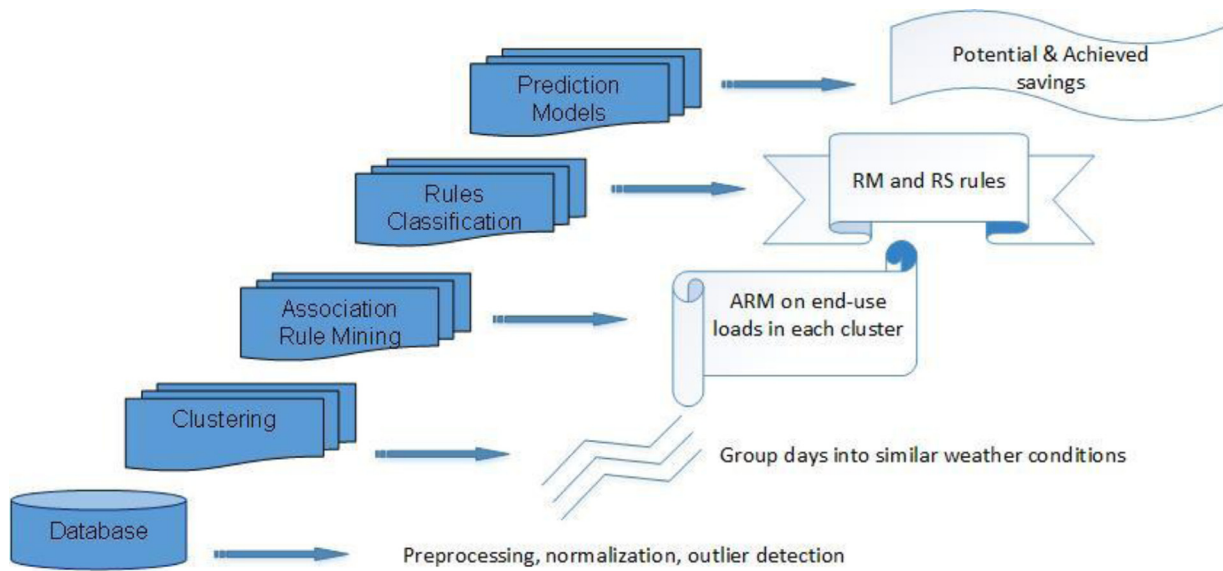 Prediction
Models
Potential & Achieved
savings
Rules
Classification
RM and RS rules
Association
Rule Mining
ARM on end-use
loads in each cluster
Clustering
Group days into similar weather conditions
Database
Preprocessing, normalization, outlier detection